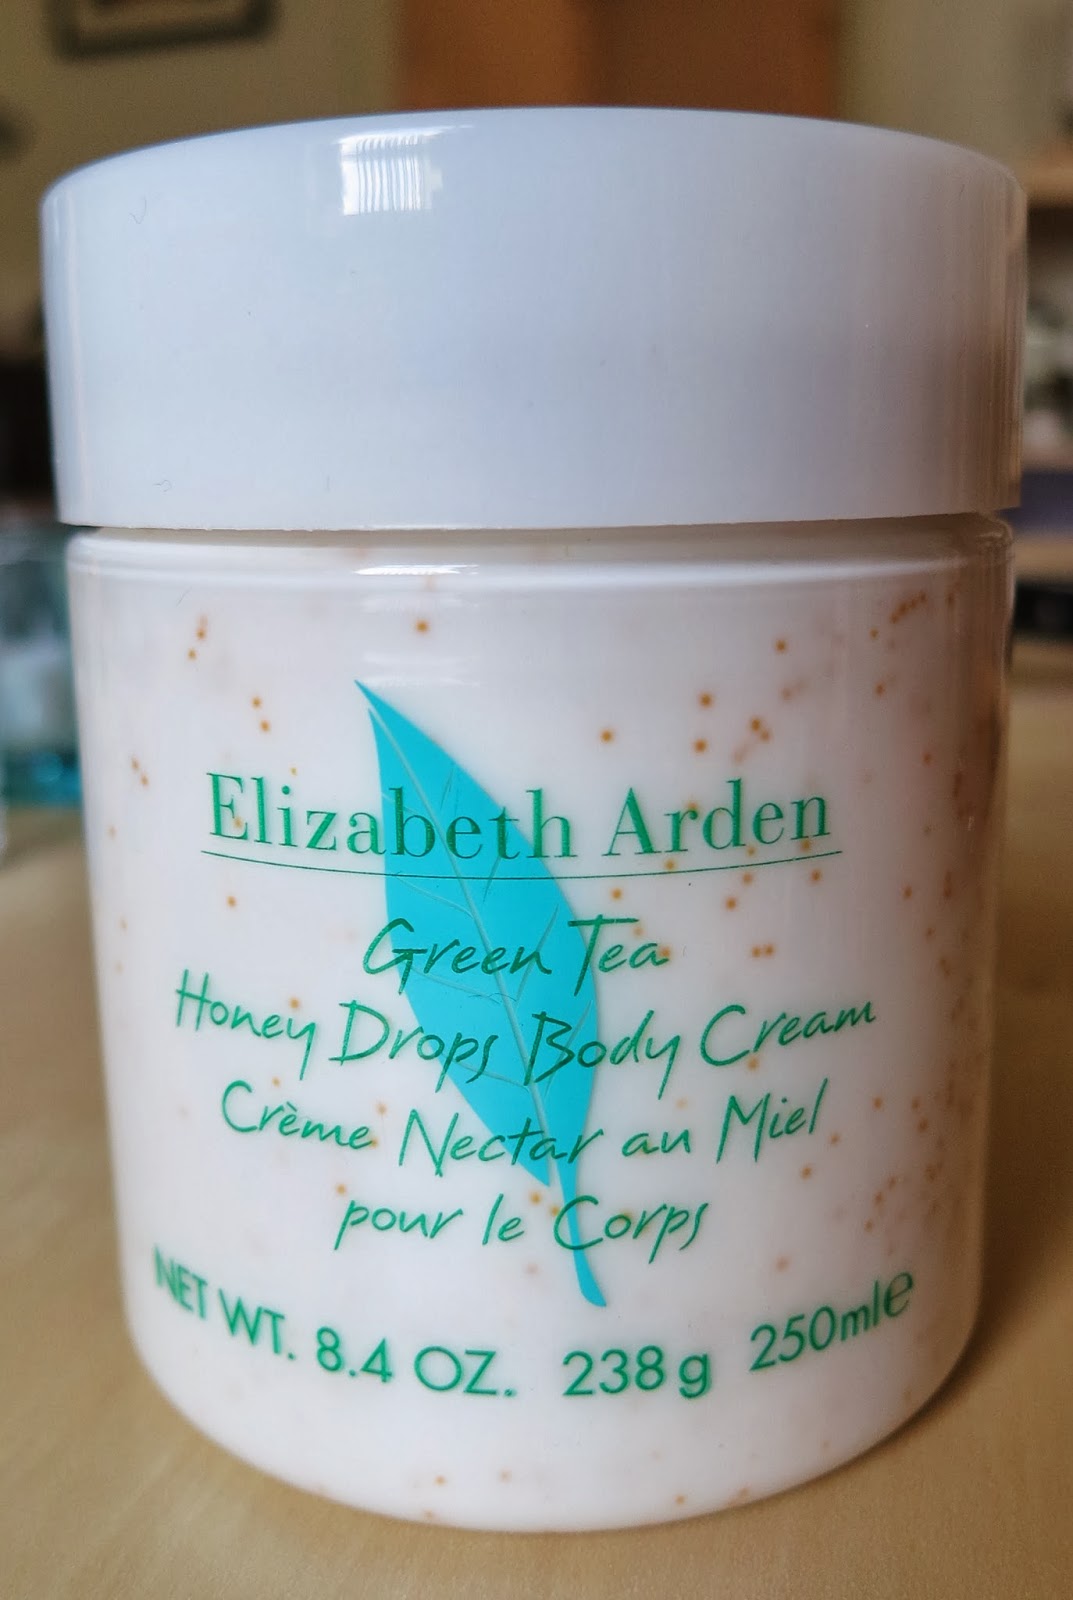 Elizabeth Arden
Green Tea
Honey Drops Body Cream
Crème Nectar au Miel
pour le Corps
NET WT. 8.4 OZ. 238 g 250ml℮